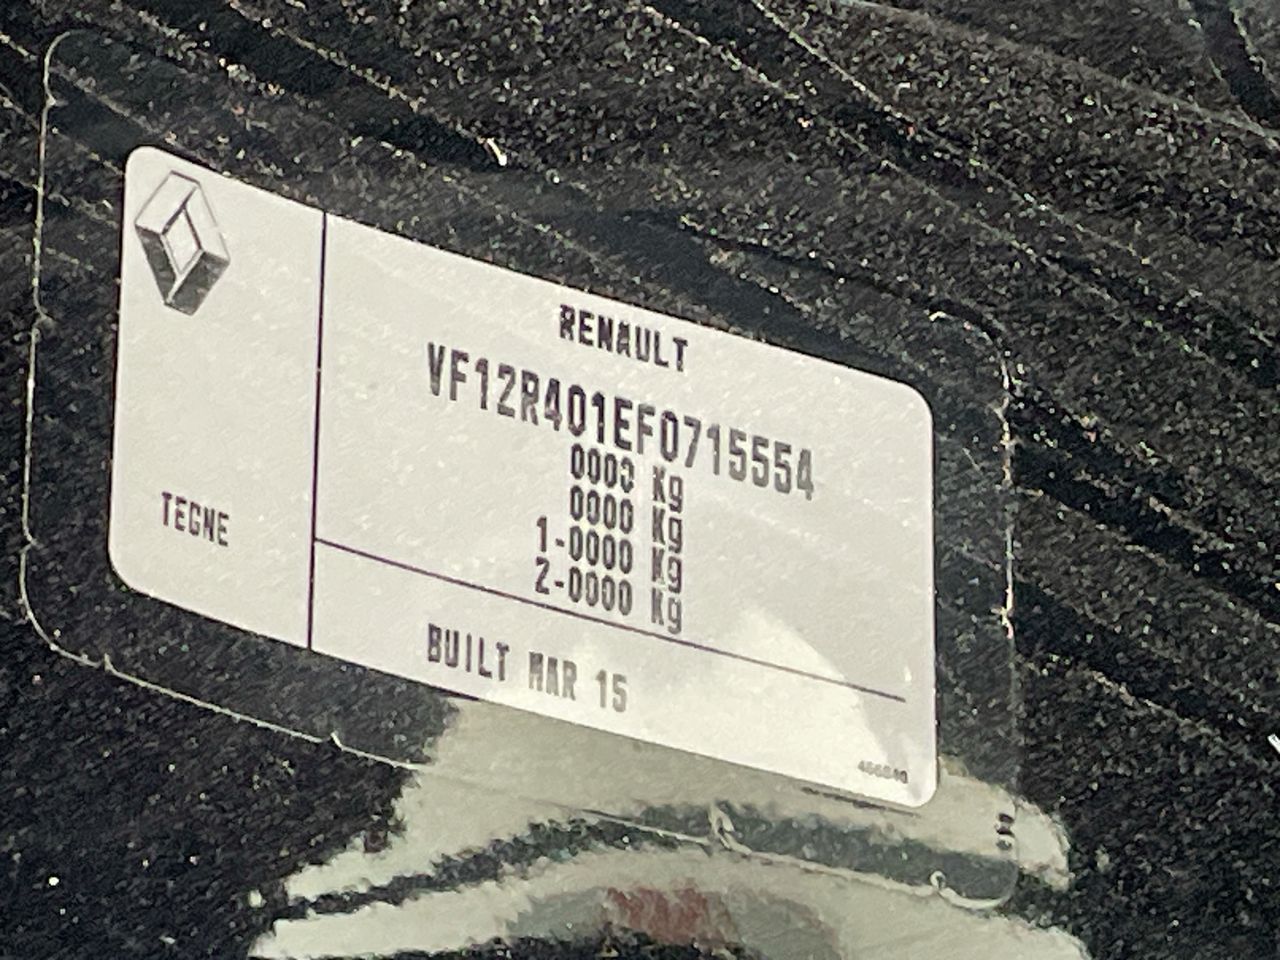 RENAULT
VF12R401EF0715554
0000 Kg
0000 Kg
1-0000 Kg
2-0000 Kg
TEGNE
BUILT MAR 15